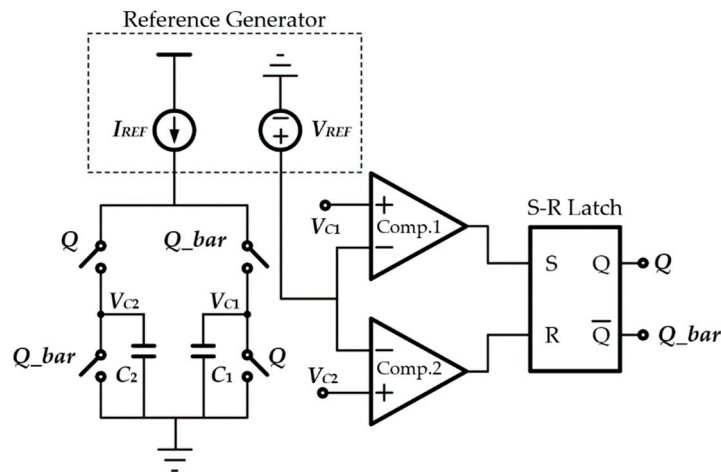 Reference Generator
IREF
VREF
VC1
Comp.1
S-R Latch
Q
Q_bar
S
Q
Q
VC2
VC1
R
Q
Q_bar
Q_bar
C2
C1
Q
VC2
Comp.2